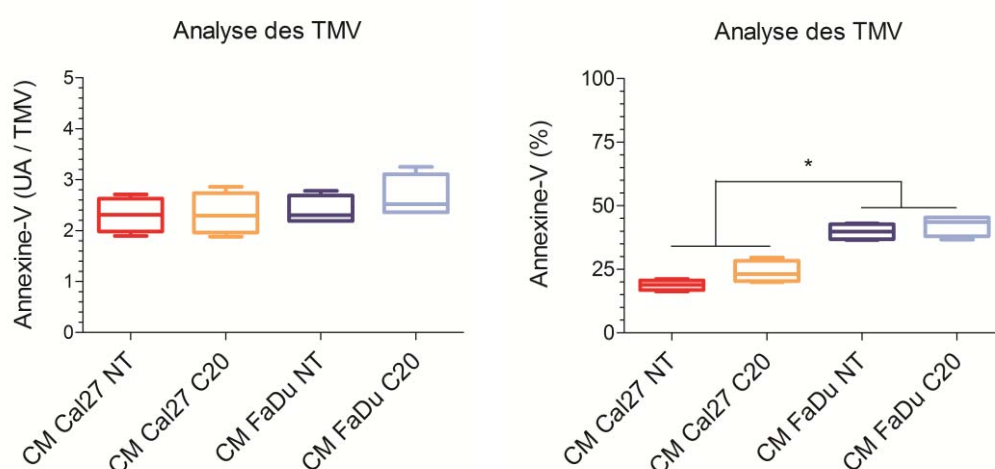 Analyse des TMV
Annexine-V (UA / TMV)
5
4
3
2
1
0
CM Cal27 NT
CM Cal27 C20
CM FaDu NT
CM FaDu C20
Analyse des TMV
Annexine-V (%)
100
75
50
25
0
*
CM Cal27 NT
CM Cal27 C20
CM FaDu NT
CM FaDu C20